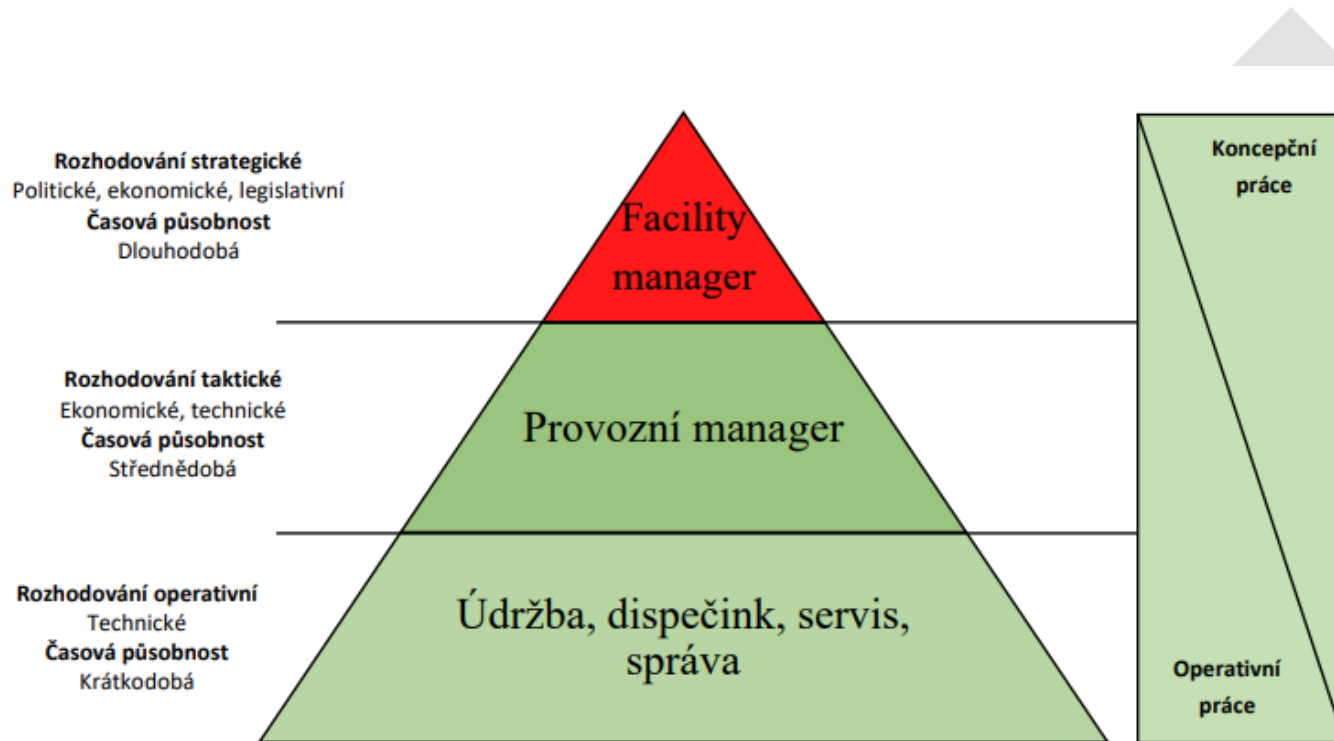 Rozhodování strategické
Politické, ekonomické, legislativní
Časová působnost
Dlouhodobá
Facility
manager
Koncepční
práce
Rozhodování taktické
Ekonomické, technické
Časová působnost
Střednědobá
Provozní manager
Rozhodování operativní
Technické
Časová působnost
Krátkodobá
Údržba, dispečink, servis,
správa
Operativní
práce